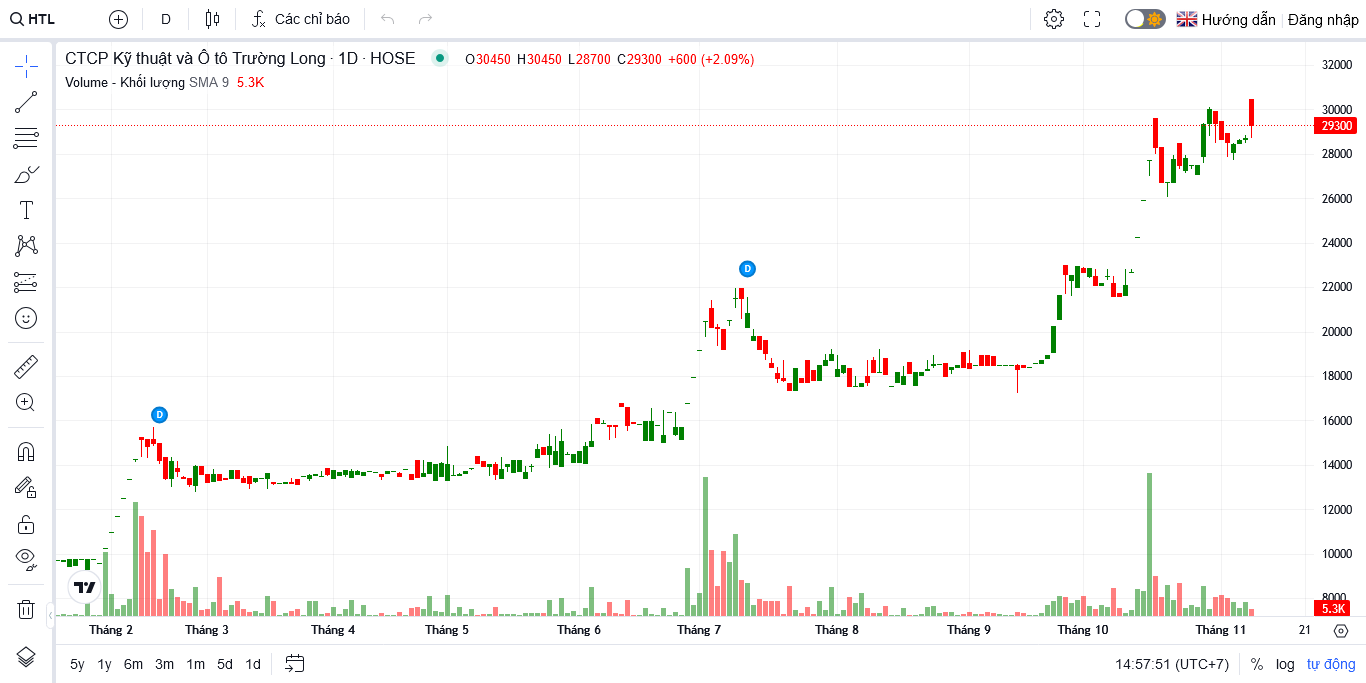 HTL D Các chỉ báo Hướng dẫn Đăng nhập
CTCP Kỹ thuật và Ô tô Trường Long · 1D · HOSE O30450 H30450 L28700 C29300 +600 (+2.09%)
Volume - Khối lượng SMA 9 5.3K
32000
30000
29300
28000
26000
24000
D
22000
20000
18000
16000
D
14000
12000
10000
8000
5.3K
Tháng 2 Tháng 3 Tháng 4 Tháng 5 Tháng 6 Tháng 7 Tháng 8 Tháng 9 Tháng 10 Tháng 11 21
5y 1y 6m 3m 1m 5d 1d 14:57:51 (UTC+7) % log tự động